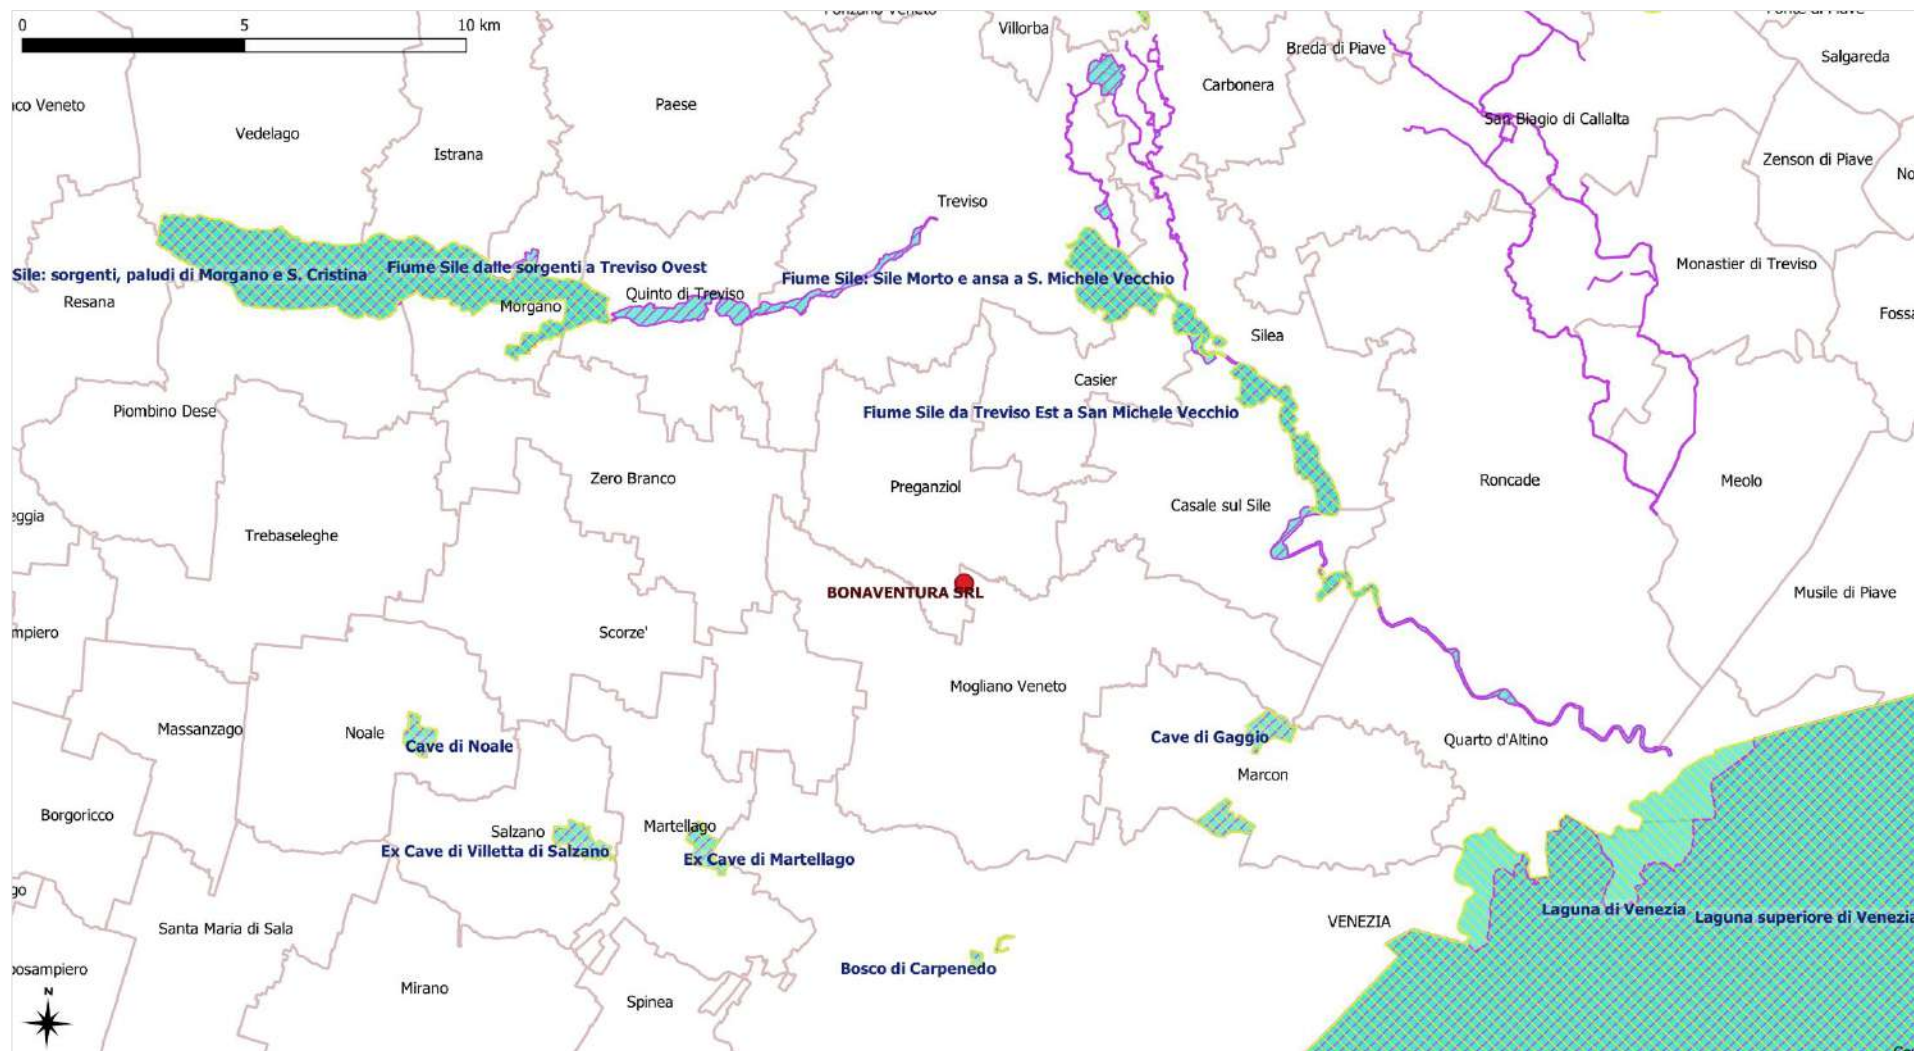 0
5
10 km
Villorba
Breda di Piave
Salgareda
Carbonera
Paese
co Veneto
San Biagio di Callalta
Vedelago
Istrana
Zenson di Piave
No
Treviso
Monastier di Treviso
Sile: sorgenti, paludi di Morgano e S. Cristina
Fiume Sile dalle sorgenti a Treviso Ovest
Fiume Sile: Sile Morto e ansa a S. Michele Vecchio
Resana
Morgano
Quinto di Treviso
Fossa
Silea
Casier
Piombino Dese
Fiume Sile da Treviso Est a San Michele Vecchio
Zero Branco
Preganziol
Roncade
Meolo
Casale sul Sile
eggia
Trebaseleghe
BONAVENTURA SRL
Musile di Piave
mpiero
Scorze'
Mogliano Veneto
Massanzago
Noale
Cave di Noale
Cave di Gaggio
Quarto d'Altino
Marcon
Borgoricco
Salzano
Martellago
Ex Cave di Villetta di Salzano
Ex Cave di Martellago
go
Santa Maria di Sala
VENEZIA
Laguna di Venezia
Laguna superiore di Venezia
Bosco di Carpenedo
osampiero
Mirano
Spinea
N